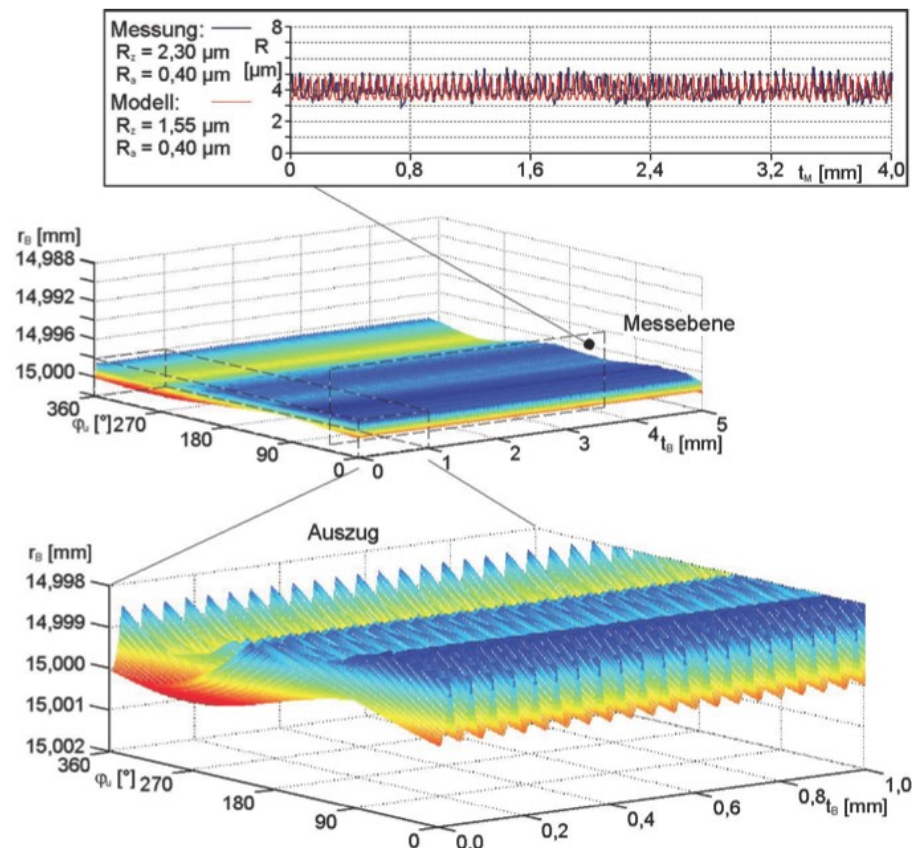 Messung:
R_z = 2,30 µm
R_a = 0,40 µm
Modell:
R_z = 1,55 µm
R_a = 0,40 µm
R
[µm]
8
4
2
0
0 0,8 1,6 2,4 3,2 4,0
t_M [mm]
r_B [mm]
14,988
14,992
14,996
15,000
360
φ_u [°] 270
180
90
0
0 1 2 3 4 5
t_B [mm]
Messebene
Auszug
r_B [mm]
14,998
14,999
15,000
15,001
15,002
360
φ_u [°] 270
180
90
0
0,0 0,2 0,4 0,6 0,8 1,0
t_B [mm]